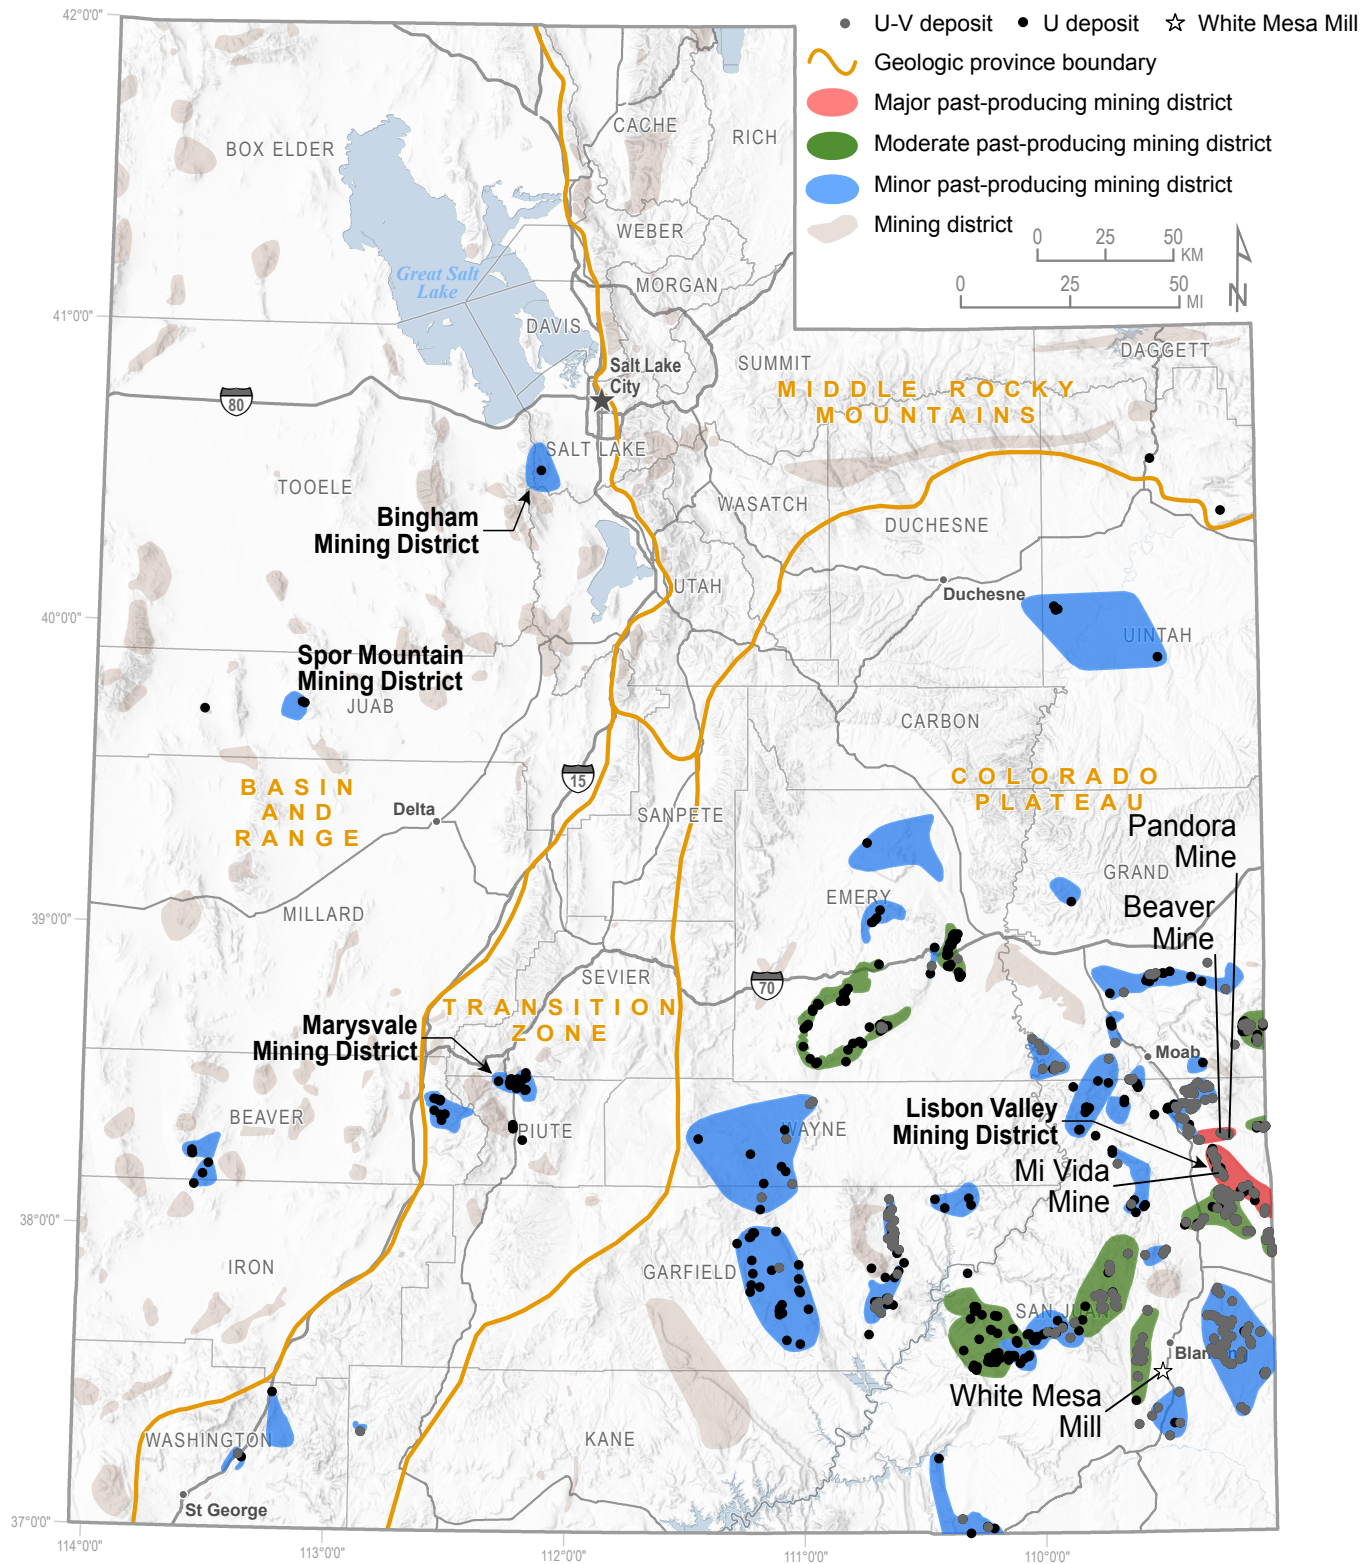 42°0'0"
U-V deposit
U deposit
White Mesa Mill
Geologic province boundary
Major past-producing mining district
Moderate past-producing mining district
Minor past-producing mining district
Mining district
0 25 50
KM
0 25 50
MI
N
CACHE
RICH
BOX ELDER
WEBER
Great Salt
Lake
MORGAN
41°0'0"
DAVIS
DAGGETT
SUMMIT
Salt Lake
City
MIDDLE ROCKY
MOUNTAINS
80
SALT LAKE
TOOELE
WASATCH
Bingham
Mining District
DUCHESNE
UTAH
Duchesne
40°0'0"
UINTAH
Spor Mountain
Mining District
JUAB
CARBON
15
BASIN
AND
RANGE
COLORADO
PLATEAU
Delta
SANPETE
Pandora
Mine
GRAND
EMERY
Beaver
Mine
39°0'0"
MILLARD
SEVIER
70
TRANSITION
ZONE
Marysvale
Mining District
Moab
BEAVER
PIUTE
WAYNE
Lisbon Valley
Mining District
Mi Vida
Mine
38°0'0"
IRON
GARFIELD
SAN JUAN
Blanding
White Mesa
Mill
WASHINGTON
KANE
St George
37°0'0"
114°0'0"
113°0'0"
112°0'0"
111°0'0"
110°0'0"